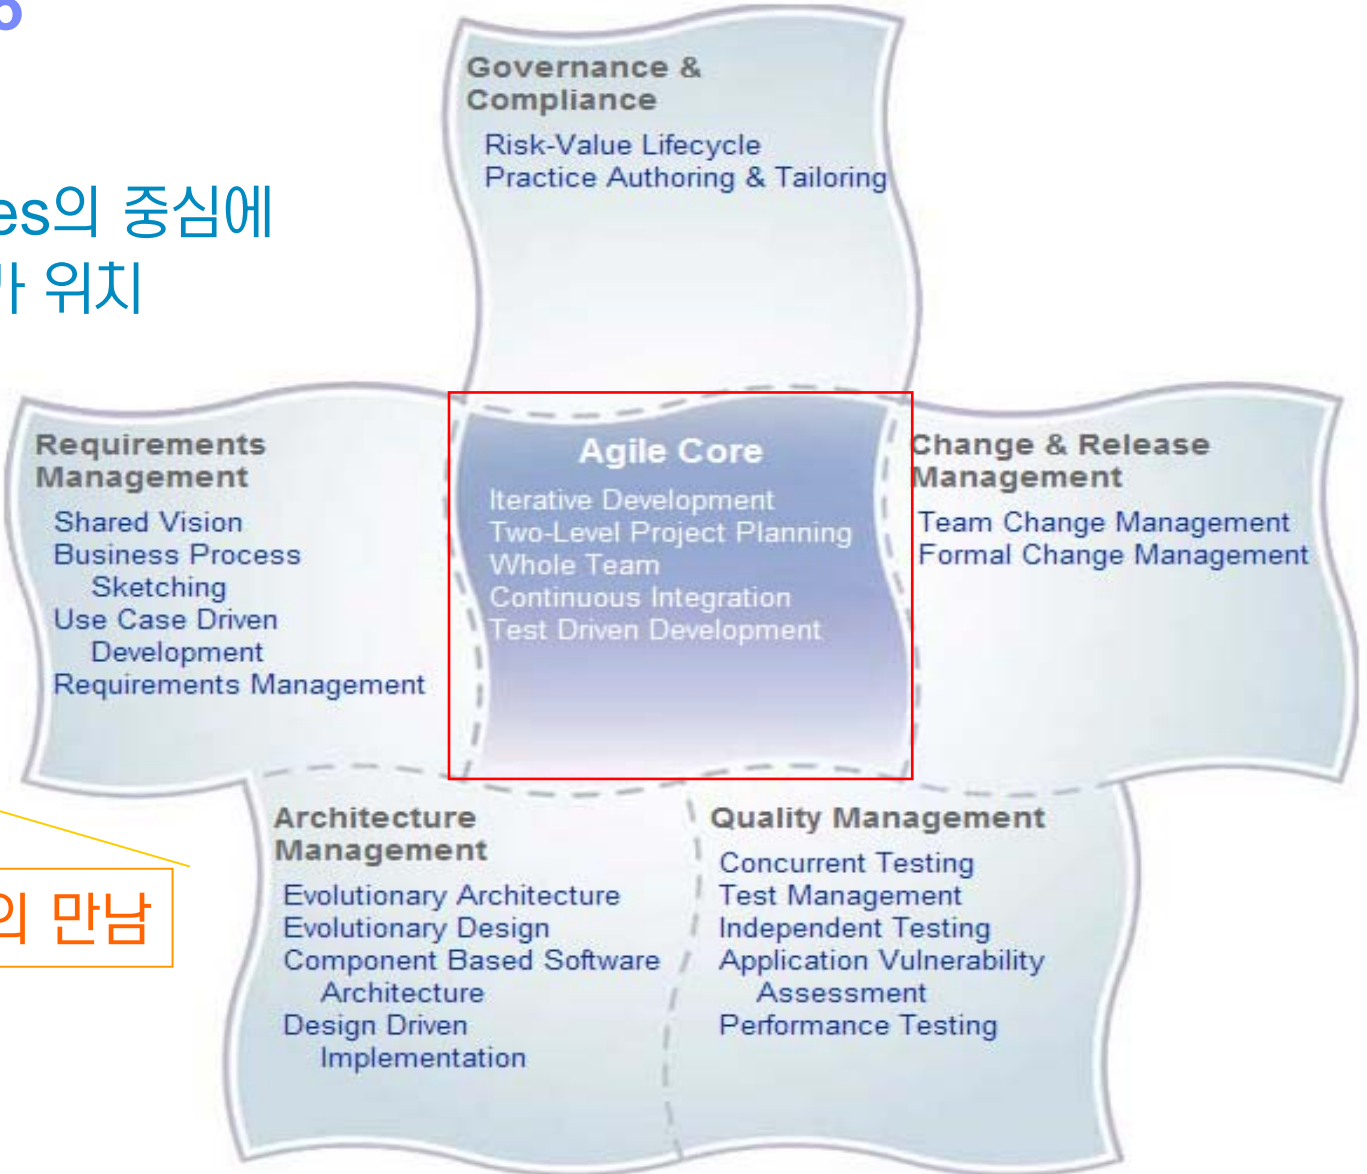 Governance &
Compliance
Risk-Value Lifecycle
Practice Authoring & Tailoring
es의 중심에
가 위치
Requirements
Management
Shared Vision
Business Process
Sketching
Use Case Driven
Development
Requirements Management
Agile Core
Iterative Development
Two-Level Project Planning
Whole Team
Continuous Integration
Test Driven Development
Change & Release
Management
Team Change Management
Formal Change Management
의 만남
Architecture
Management
Evolutionary Architecture
Evolutionary Design
Component Based Software
Architecture
Design Driven
Implementation
Quality Management
Concurrent Testing
Test Management
Independent Testing
Application Vulnerability
Assessment
Performance Testing